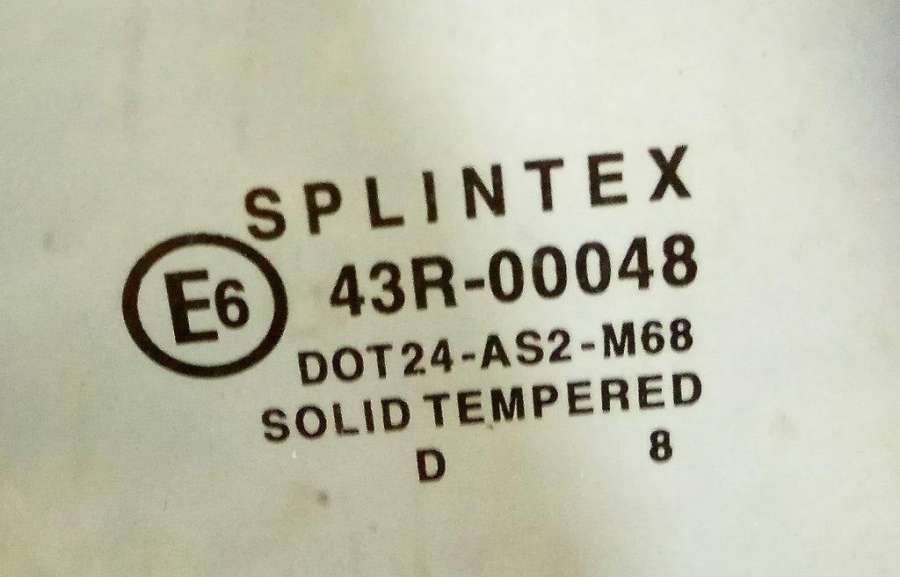 SPLINTEX
E6 43R-00048
DOT24-AS2-M68
SOLID TEMPERED
D 8